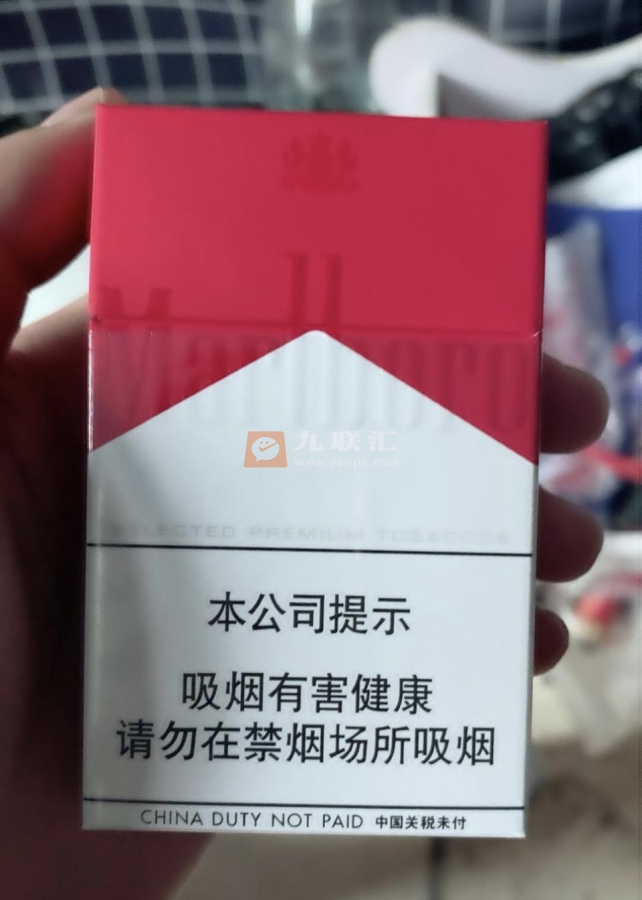 Marlboro
九联汇
www.yanpk.com
SELECTED PREMIUM TOBACCOS
本公司提示
吸烟有害健康
请勿在禁烟场所吸烟
CHINA DUTY NOT PAID 中国关税未付